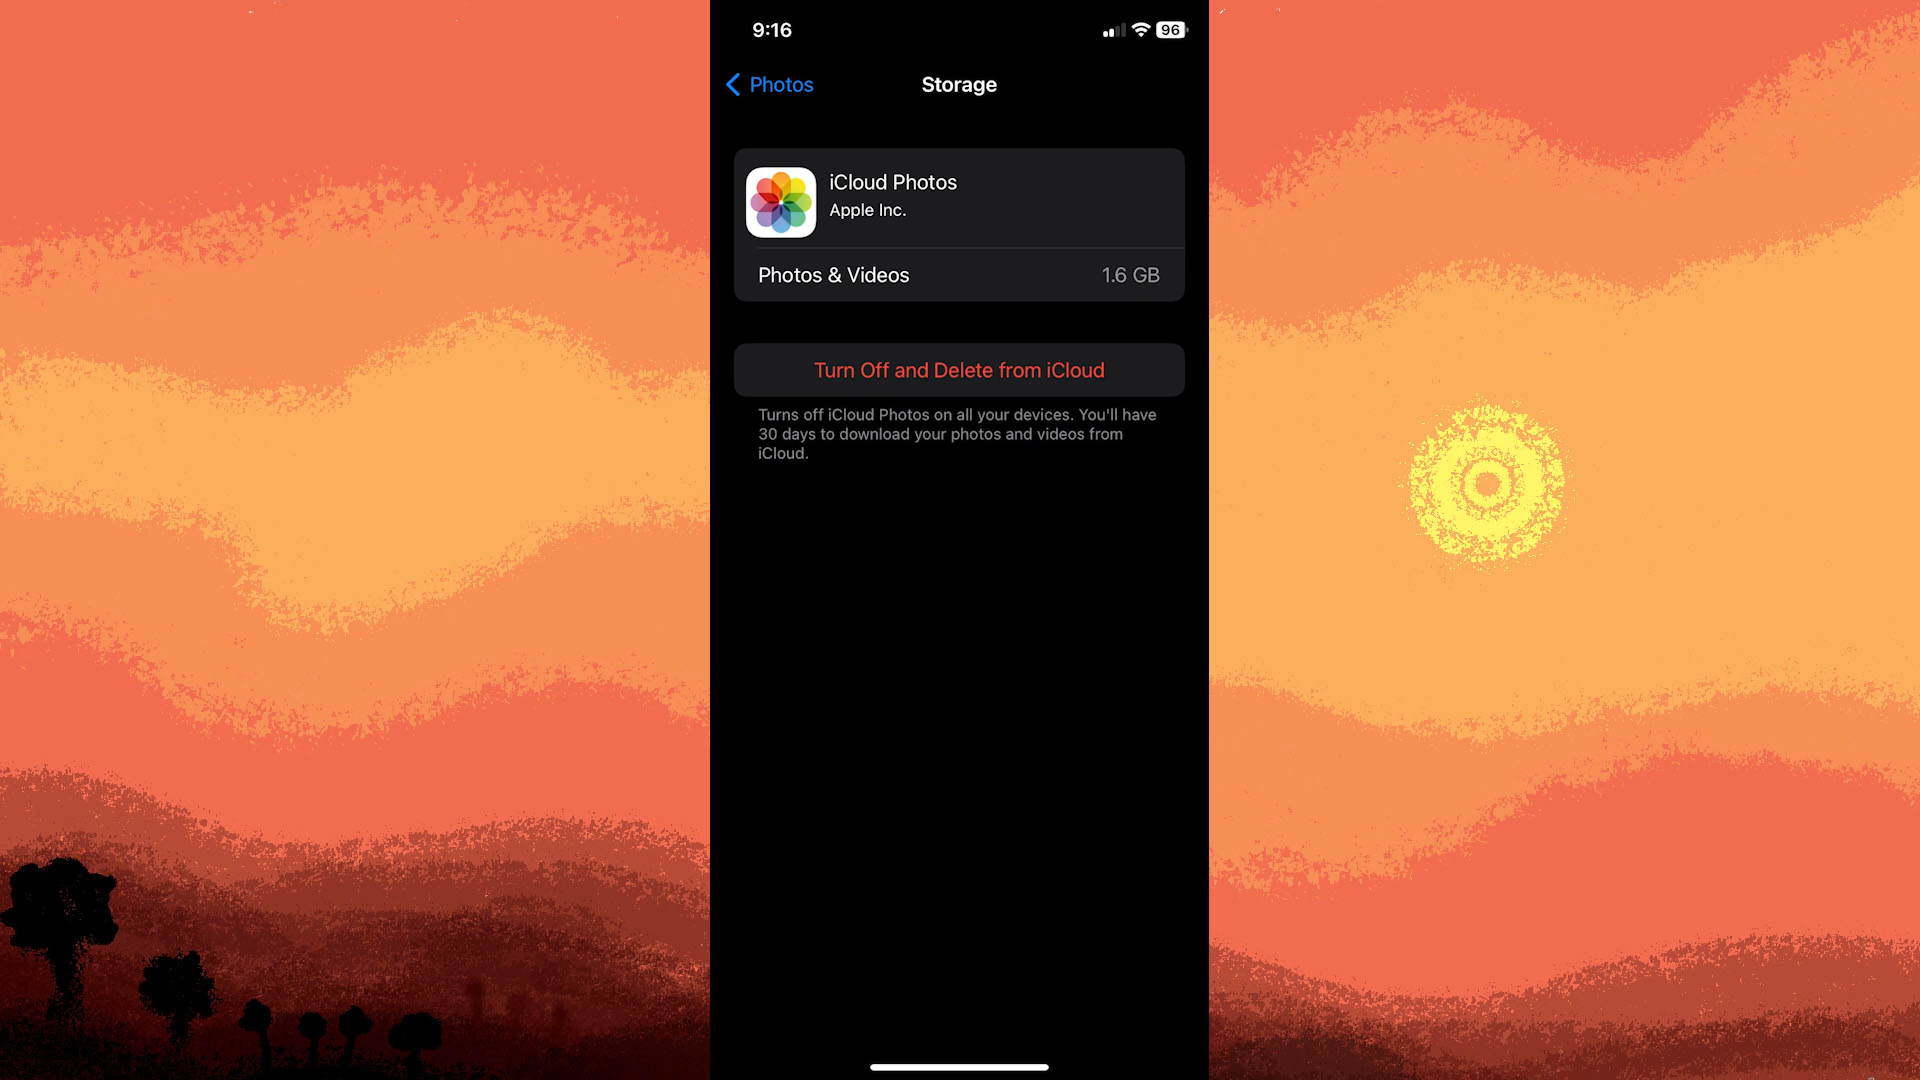 9:16
96
Photos
Storage
iCloud Photos
Apple Inc.
Photos & Videos
1.6 GB
Turn Off and Delete from iCloud
Turns off iCloud Photos on all your devices. You'll have
30 days to download your photos and videos from
iCloud.